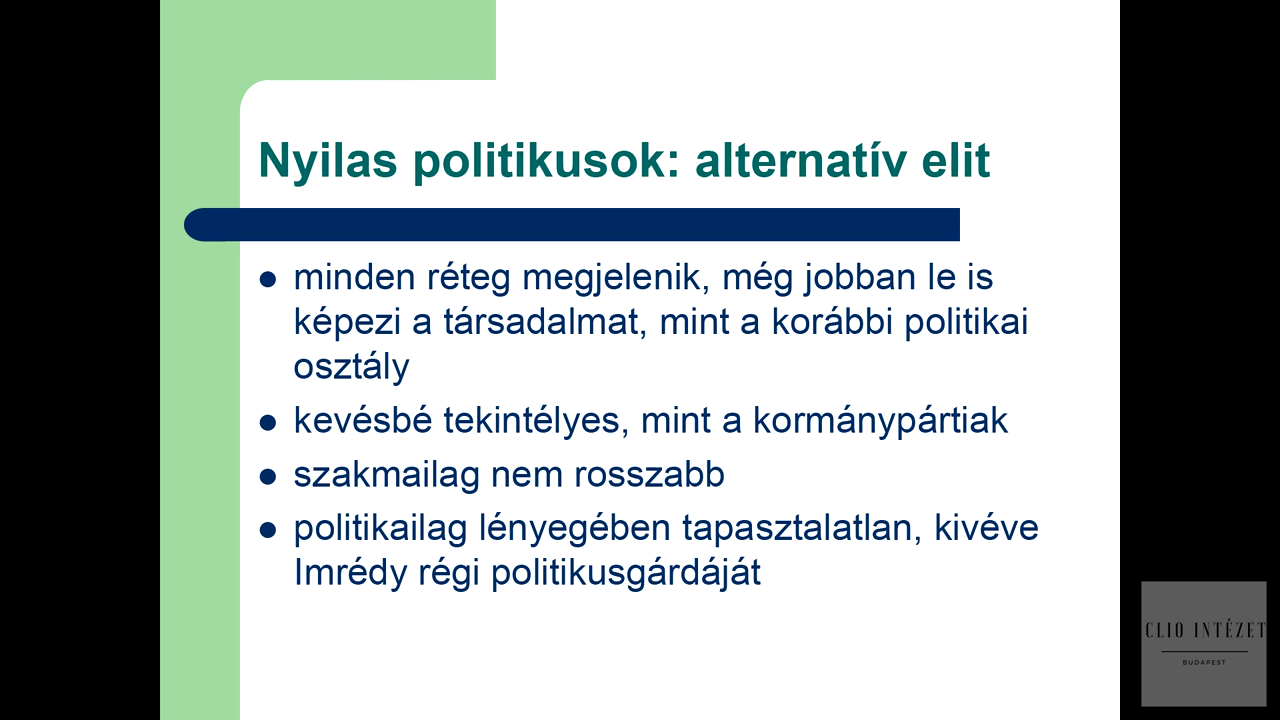 Nyilas politikusok: alternatív elit
minden réteg megjelenik, még jobban le is
képezi a társadalmat, mint a korábbi politikai
osztály
kevésbé tekintélyes, mint a kormánypártiak
szakmailag nem rosszabb
politikailag lényegében tapasztalatlan, kivéve
Imrédy régi politikusgárdáját
CLIO INTÉZET
BUDAPEST